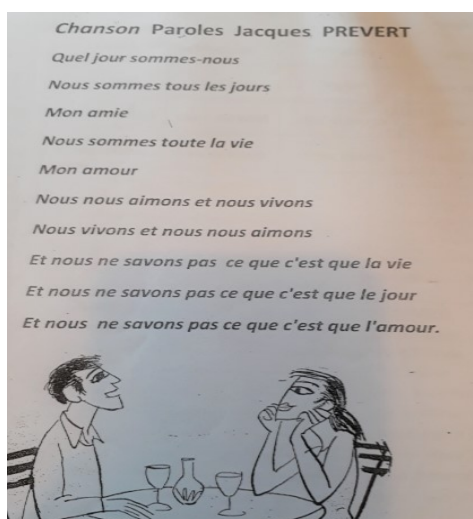 Chanson Paroles Jacques PREVERT
Quel jour sommes-nous
Nous sommes tous les jours
Mon amie
Nous sommes toute la vie
Mon amour
Nous nous aimons et nous vivons
Nous vivons et nous nous aimons
Et nous ne savons pas ce que c'est que la vie
Et nous ne savons pas ce que c'est que le jour
Et nous ne savons pas ce que c'est que l'amour.